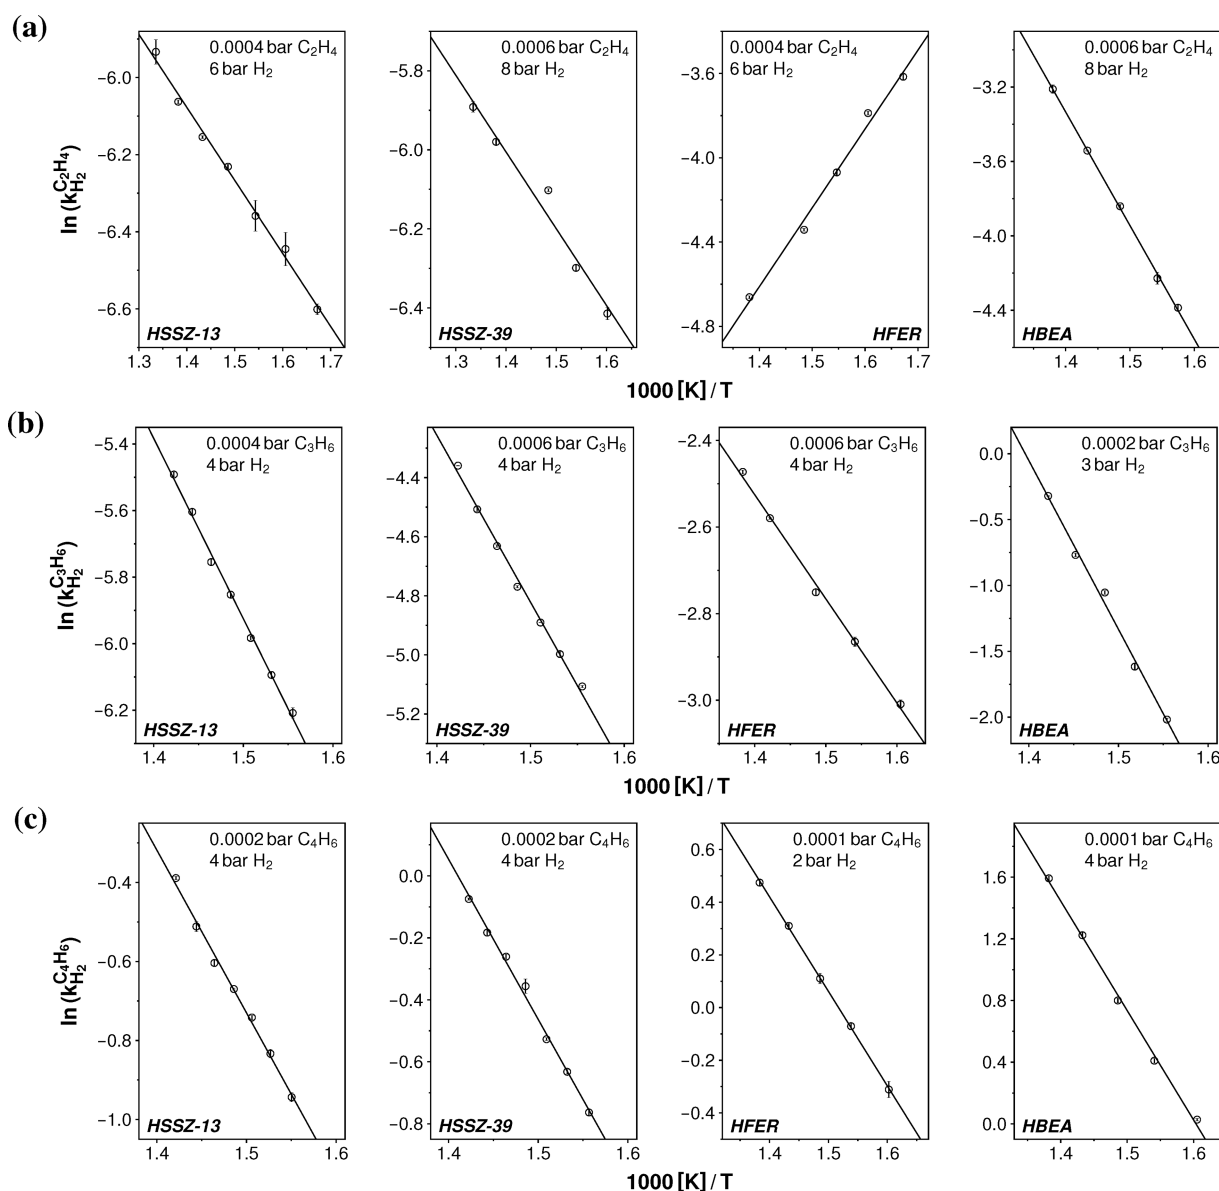 (a)
ln (k_{H2}^{C2H4})
−6.0
−6.2
−6.4
−6.6
0.0004 bar C₂H₄
6 bar H₂
HSSZ-13
1.3 1.4 1.5 1.6 1.7
−5.8
−6.0
−6.2
−6.4
0.0006 bar C₂H₄
8 bar H₂
HSSZ-39
1.3 1.4 1.5 1.6
−3.6
−4.0
−4.4
−4.8
0.0004 bar C₂H₄
6 bar H₂
HFER
1.4 1.5 1.6 1.7
−3.2
−3.6
−4.0
−4.4
0.0006 bar C₂H₄
8 bar H₂
HBEA
1.4 1.5 1.6
1000 [K] / T
(b)
ln (k_{H2}^{C3H6})
−5.4
−5.6
−5.8
−6.0
−6.2
0.0004 bar C₃H₆
4 bar H₂
HSSZ-13
1.4 1.5 1.6
−4.4
−4.6
−4.8
−5.0
−5.2
0.0006 bar C₃H₆
4 bar H₂
HSSZ-39
1.4 1.5 1.6
−2.4
−2.6
−2.8
−3.0
0.0006 bar C₃H₆
4 bar H₂
HFER
1.4 1.5 1.6
0.0
−0.5
−1.0
−1.5
−2.0
0.0002 bar C₃H₆
3 bar H₂
HBEA
1.4 1.5 1.6
1000 [K] / T
(c)
ln (k_{H2}^{C4H6})
−0.4
−0.6
−0.8
−1.0
0.0002 bar C₄H₆
4 bar H₂
HSSZ-13
1.4 1.5 1.6
0.0
−0.2
−0.4
−0.6
−0.8
0.0002 bar C₄H₆
4 bar H₂
HSSZ-39
1.4 1.5 1.6
0.6
0.4
0.2
0.0
−0.2
−0.4
0.0001 bar C₄H₆
2 bar H₂
HFER
1.4 1.5 1.6
1.6
1.2
0.8
0.4
0.0
0.0001 bar C₄H₆
4 bar H₂
HBEA
1.4 1.5 1.6
1000 [K] / T